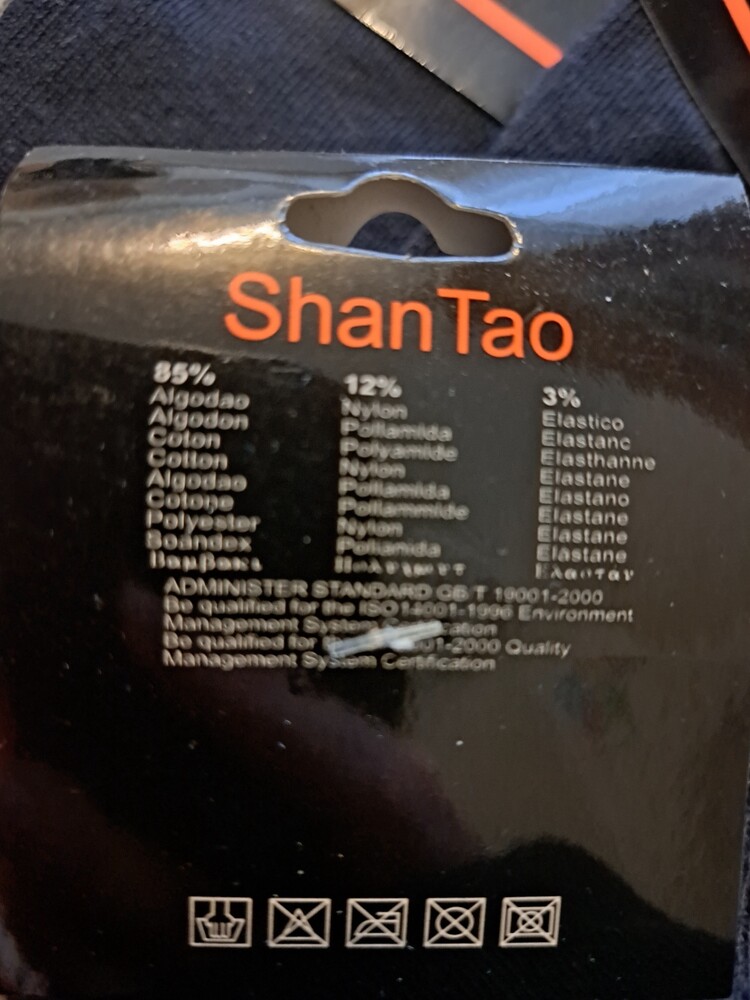 ShanTao
85%
Algodao
Algodon
Coton
Cotton
Algodao
Cotone
Polyester
Boundex
12%
Nylon
Poliamida
Polyamide
Nylon
Poliamida
Poliammide
Nylon
Poliamida
3%
Elastico
Elastanc
Elasthanne
Elastane
Elastano
Elastane
Elastane
Elastane
ADMINISTER STANDARD GB/T 19001-2000
Be qualified for the ISO14001-1996 Environment
Management System
Be qualified for 01-2000 Quality
Management System Certification